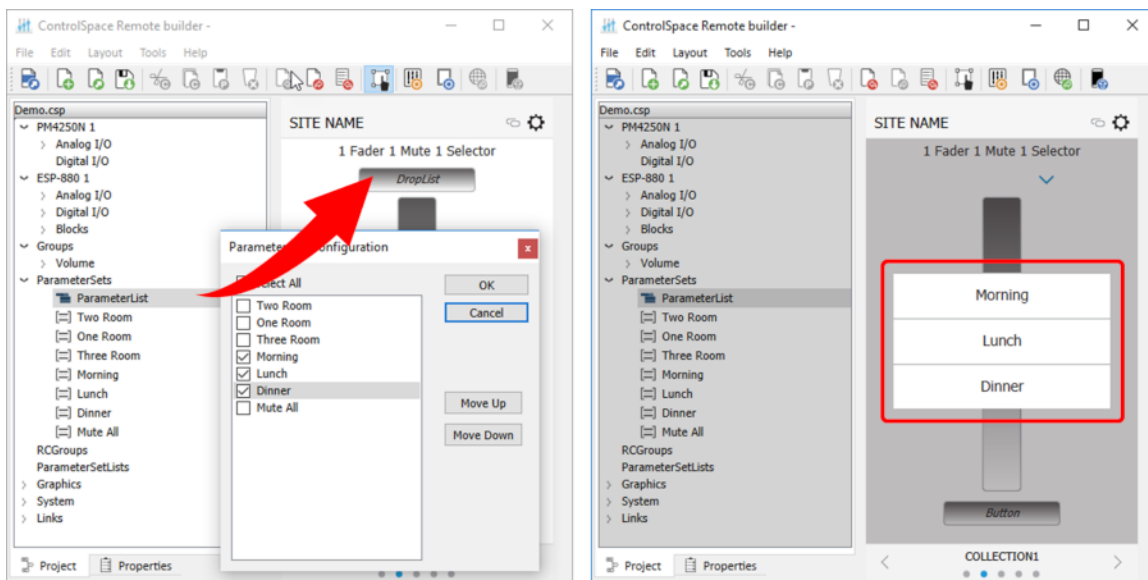 ControlSpace Remote builder -
File Edit Layout Tools Help
Demo.csp
PM4250N 1
Analog I/O
Digital I/O
ESP-880 1
Analog I/O
Digital I/O
Blocks
Groups
Volume
ParameterSets
ParameterList
Two Room
One Room
Three Room
Morning
Lunch
Dinner
Mute All
RCGroups
ParameterSetLists
Graphics
System
Links
Project Properties
SITE NAME
1 Fader 1 Mute 1 Selector
DropList
OK
Cancel
Two Room
One Room
Three Room
Morning
Lunch
Dinner
Mute All
Move Up
Move Down
ControlSpace Remote builder -
File Edit Layout Tools Help
Demo.csp
PM4250N 1
Analog I/O
Digital I/O
ESP-880 1
Analog I/O
Digital I/O
Blocks
Groups
Volume
ParameterSets
ParameterList
Two Room
One Room
Three Room
Morning
Lunch
Dinner
Mute All
RCGroups
ParameterSetLists
Graphics
System
Links
Project Properties
SITE NAME
1 Fader 1 Mute 1 Selector
Morning
Lunch
Dinner
Button
COLLECTION1